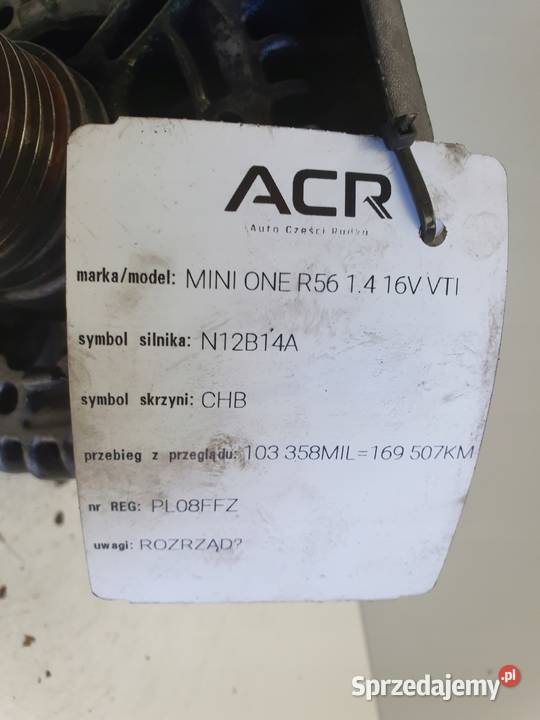 ACR
Auto Części Rudka
marka/model: MINI ONE R56 1.4 16V VTI
symbol silnika: N12B14A
symbol skrzyni: CHB
przebieg z przeglądu: 103 358MIL=169 507KM
nr REG: PL08FFZ
uwagi: ROZRZĄD?
Sprzedajemy.pl